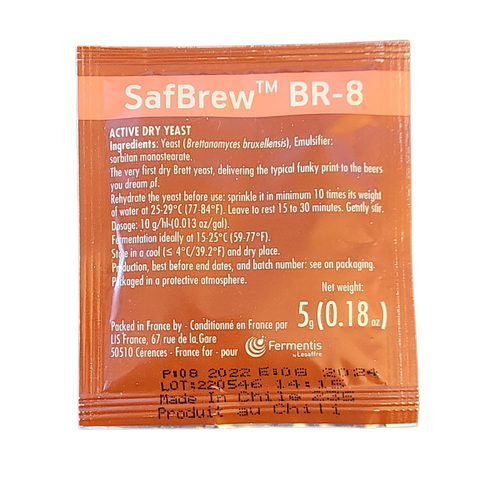 SafBrew™ BR-8
ACTIVE DRY YEAST
Ingredients: Yeast (Brettanomyces bruxellensis), Emulsifier:
sorbitan monostearate.
The very first dry Brett yeast, delivering the typical funky print to the beers
you dream of.
Rehydrate the yeast before use: sprinkle it in minimum 10 times its weight
of water at 25-29°C (77-84°F). Leave to rest 15 to 30 minutes. Gently stir.
Dosage: 10 g/hl-(0.013 oz/gal).
Fermentation ideally at 15-25°C (59-77°F).
Store in a cool (≤ 4°C/39.2°F) and dry place.
Production, best before end dates, and batch number: see on packaging.
Packaged in a protective atmosphere.
Net weight:
5g (0.18 oz)
Packed in France by - Conditionné en France par
LIS France, 67 rue de la Gare
50510 Cérences - France for - pour
Fermentis
by Lesaffre
P:08 2022 E:08 2024
LOT:220546 14:15
Made In Chile 235
Produit au Chili